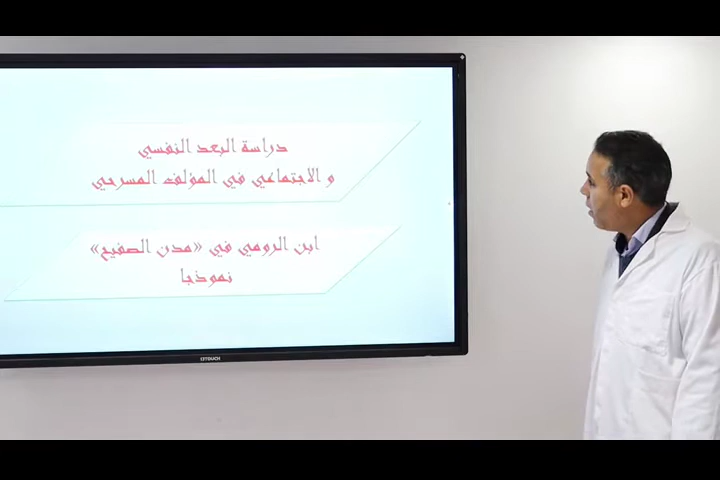 دراسة البعد النفسي
و الاجتماعي في المؤلف المسرحي
ابن الرومي في «مدن الصفيح»
نموذجا